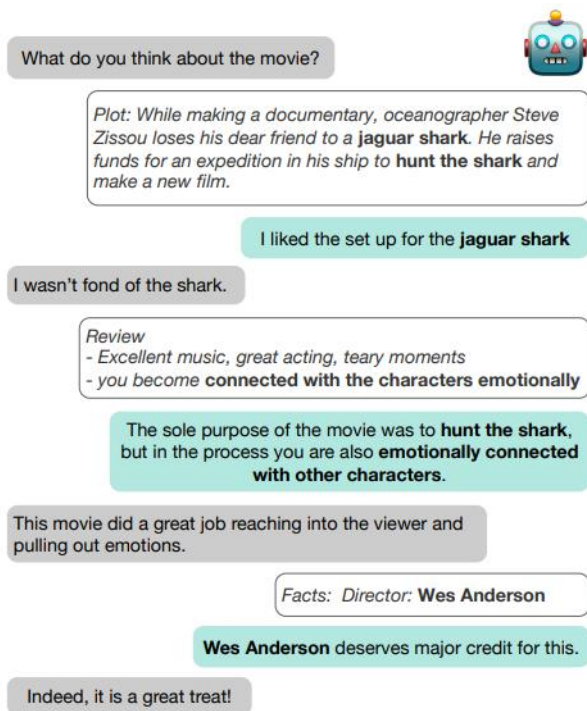 What do you think about the movie?
Plot: While making a documentary, oceanographer Steve
Zissou loses his dear friend to a jaguar shark. He raises
funds for an expedition in his ship to hunt the shark and
make a new film.
I liked the set up for the jaguar shark
I wasn't fond of the shark.
Review
- Excellent music, great acting, teary moments
- you become connected with the characters emotionally
The sole purpose of the movie was to hunt the shark,
but in the process you are also emotionally connected
with other characters.
This movie did a great job reaching into the viewer and
pulling out emotions.
Facts: Director: Wes Anderson
Wes Anderson deserves major credit for this.
Indeed, it is a great treat!